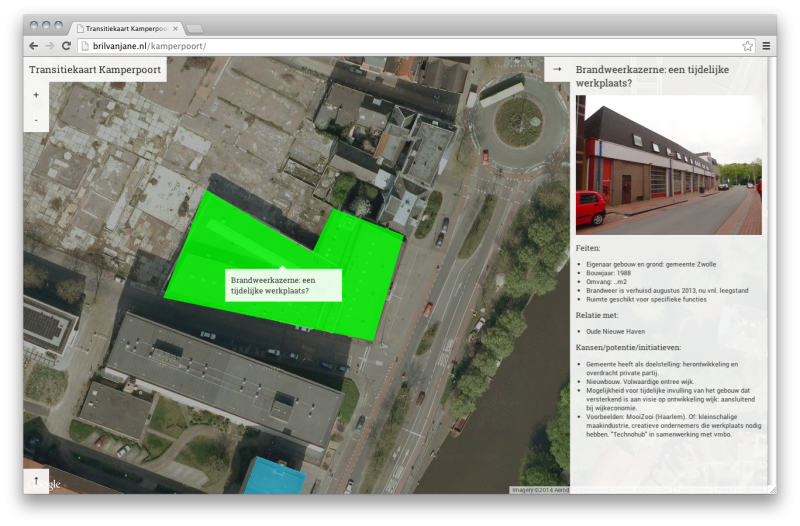 Transitiekaart Kamperpoo
brilvanjane.nl/kamperpoort/
Transitiekaart Kamperpoort
+
-
→
Brandweerkazerne: een tijdelijke
werkplaats?
Brandweerkazerne: een
tijdelijke werkplaats?
Feiten:
• Eigenaar gebouw en grond: gemeente Zwolle
• Bouwjaar: 1988
• Omvang: ..m2
• Brandweer is verhuisd augustus 2013, nu vnl. leegstand
• Ruimte geschikt voor specifieke functies
Relatie met:
• Oude Nieuwe Haven
Kansen/potentie/initiatieven:
• Gemeente heeft als doelstelling: herontwikkeling en
overdracht private partij.
• Nieuwbouw. Volwaardige entree wijk.
• Mogelijkheid voor tijdelijke invulling van het gebouw dat
versterkend is aan visie op ontwikkeling wijk: aansluitend
bij wijkeconomie.
• Voorbeelden: MooiZooi (Haarlem). Of: kleinschalige
maakindustrie, creatieve ondernemers die werkplaats nodig
hebben. "Technohub" in samenwerking met vmbo.
↑
gle
Imagery ©2014 Aerod